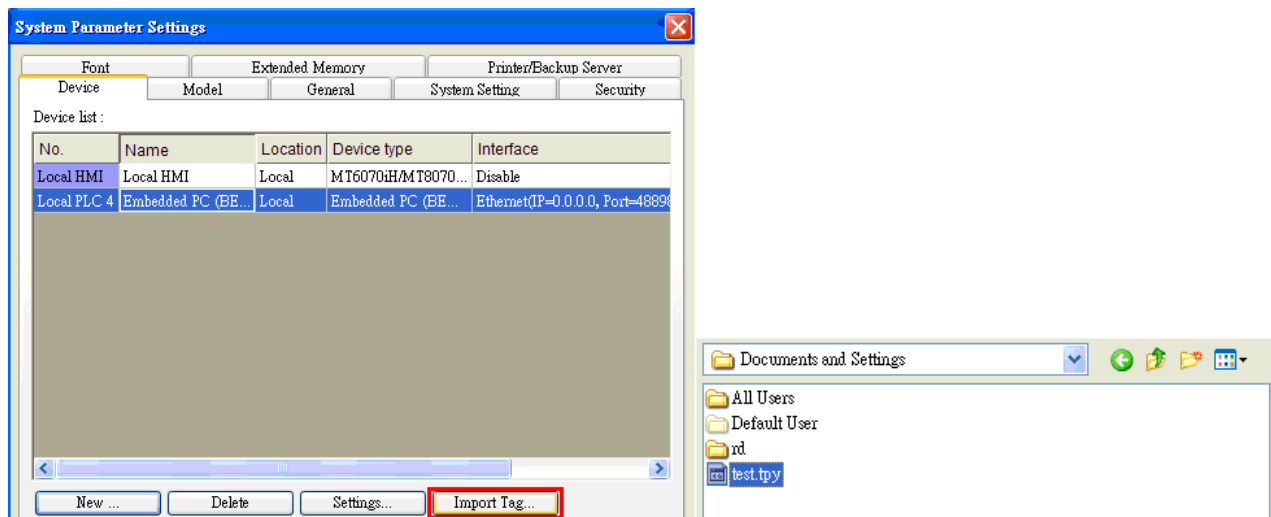 System Parameter Settings
Font Extended Memory Printer/Backup Server
Device Model General System Setting Security
Device list :
No. Name Location Device type Interface
Local HMI Local HMI Local MT6070iH/MT8070... Disable
Local PLC 4 Embedded PC (BE... Local Embedded PC (BE... Ethernet(IP=0.0.0.0, Port=48898
New ... Delete Settings... Import Tag...
Documents and Settings
All Users
Default User
rd
test.tpy